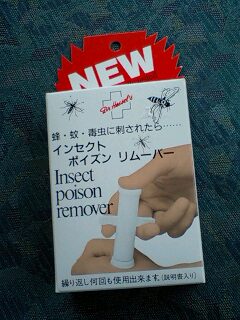 NEW
Dr. Hessel's
蜂・蚊・毒虫に刺されたら……
インセクト
ポイズン リムーバー
Insect
poison
remover
繰り返し何回も使用出来ます。(説明書入り)